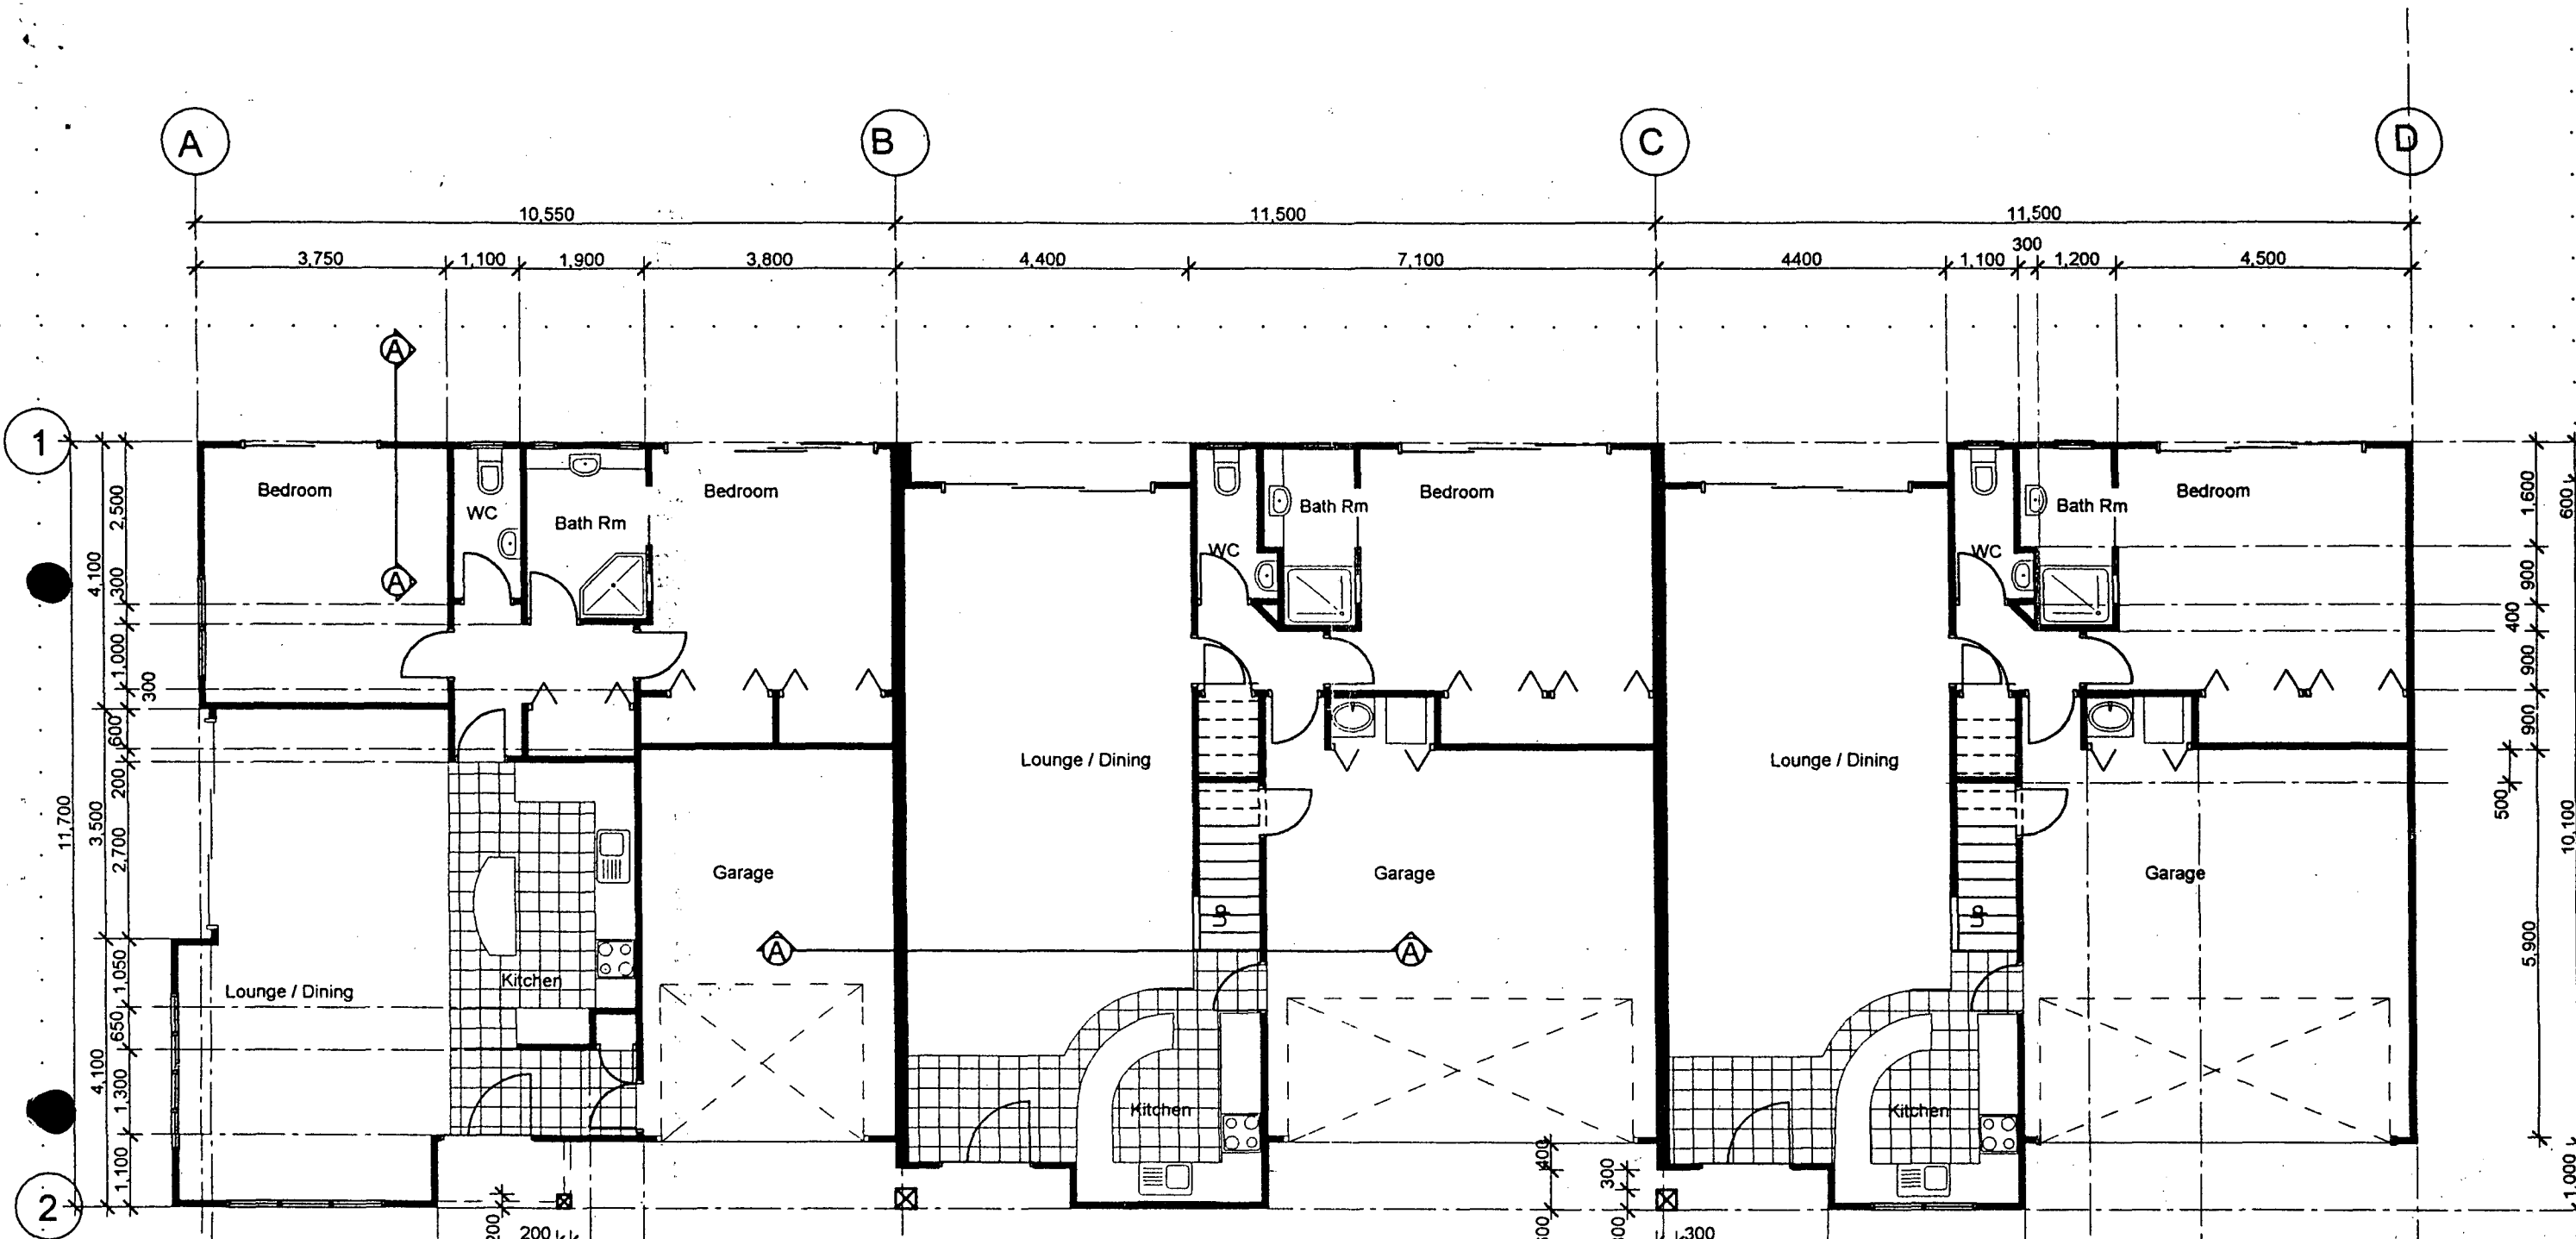 A B C D
10,550 11,500 11,500
300
3,750 1,100 1,900 3,800 4,400 7,100 4400 1,100 1,200 4,500
A
1
Bedroom WC Bath Rm Bedroom
Bath Rm Bedroom
WC
Bath Rm Bedroom
WC
A
2,500
300
4,100
1,000
300
600
200
11,700
3,500
2,700
1,050
650
4,100
1,300
1,100
1,600
600
900
400
900
900
500
10,100
5,900
1,000
Lounge / Dining Lounge / Dining
Garage Garage Garage
Up Up
A A
Kitchen
Lounge / Dining
Kitchen Kitchen
400
300
2
200
200
300